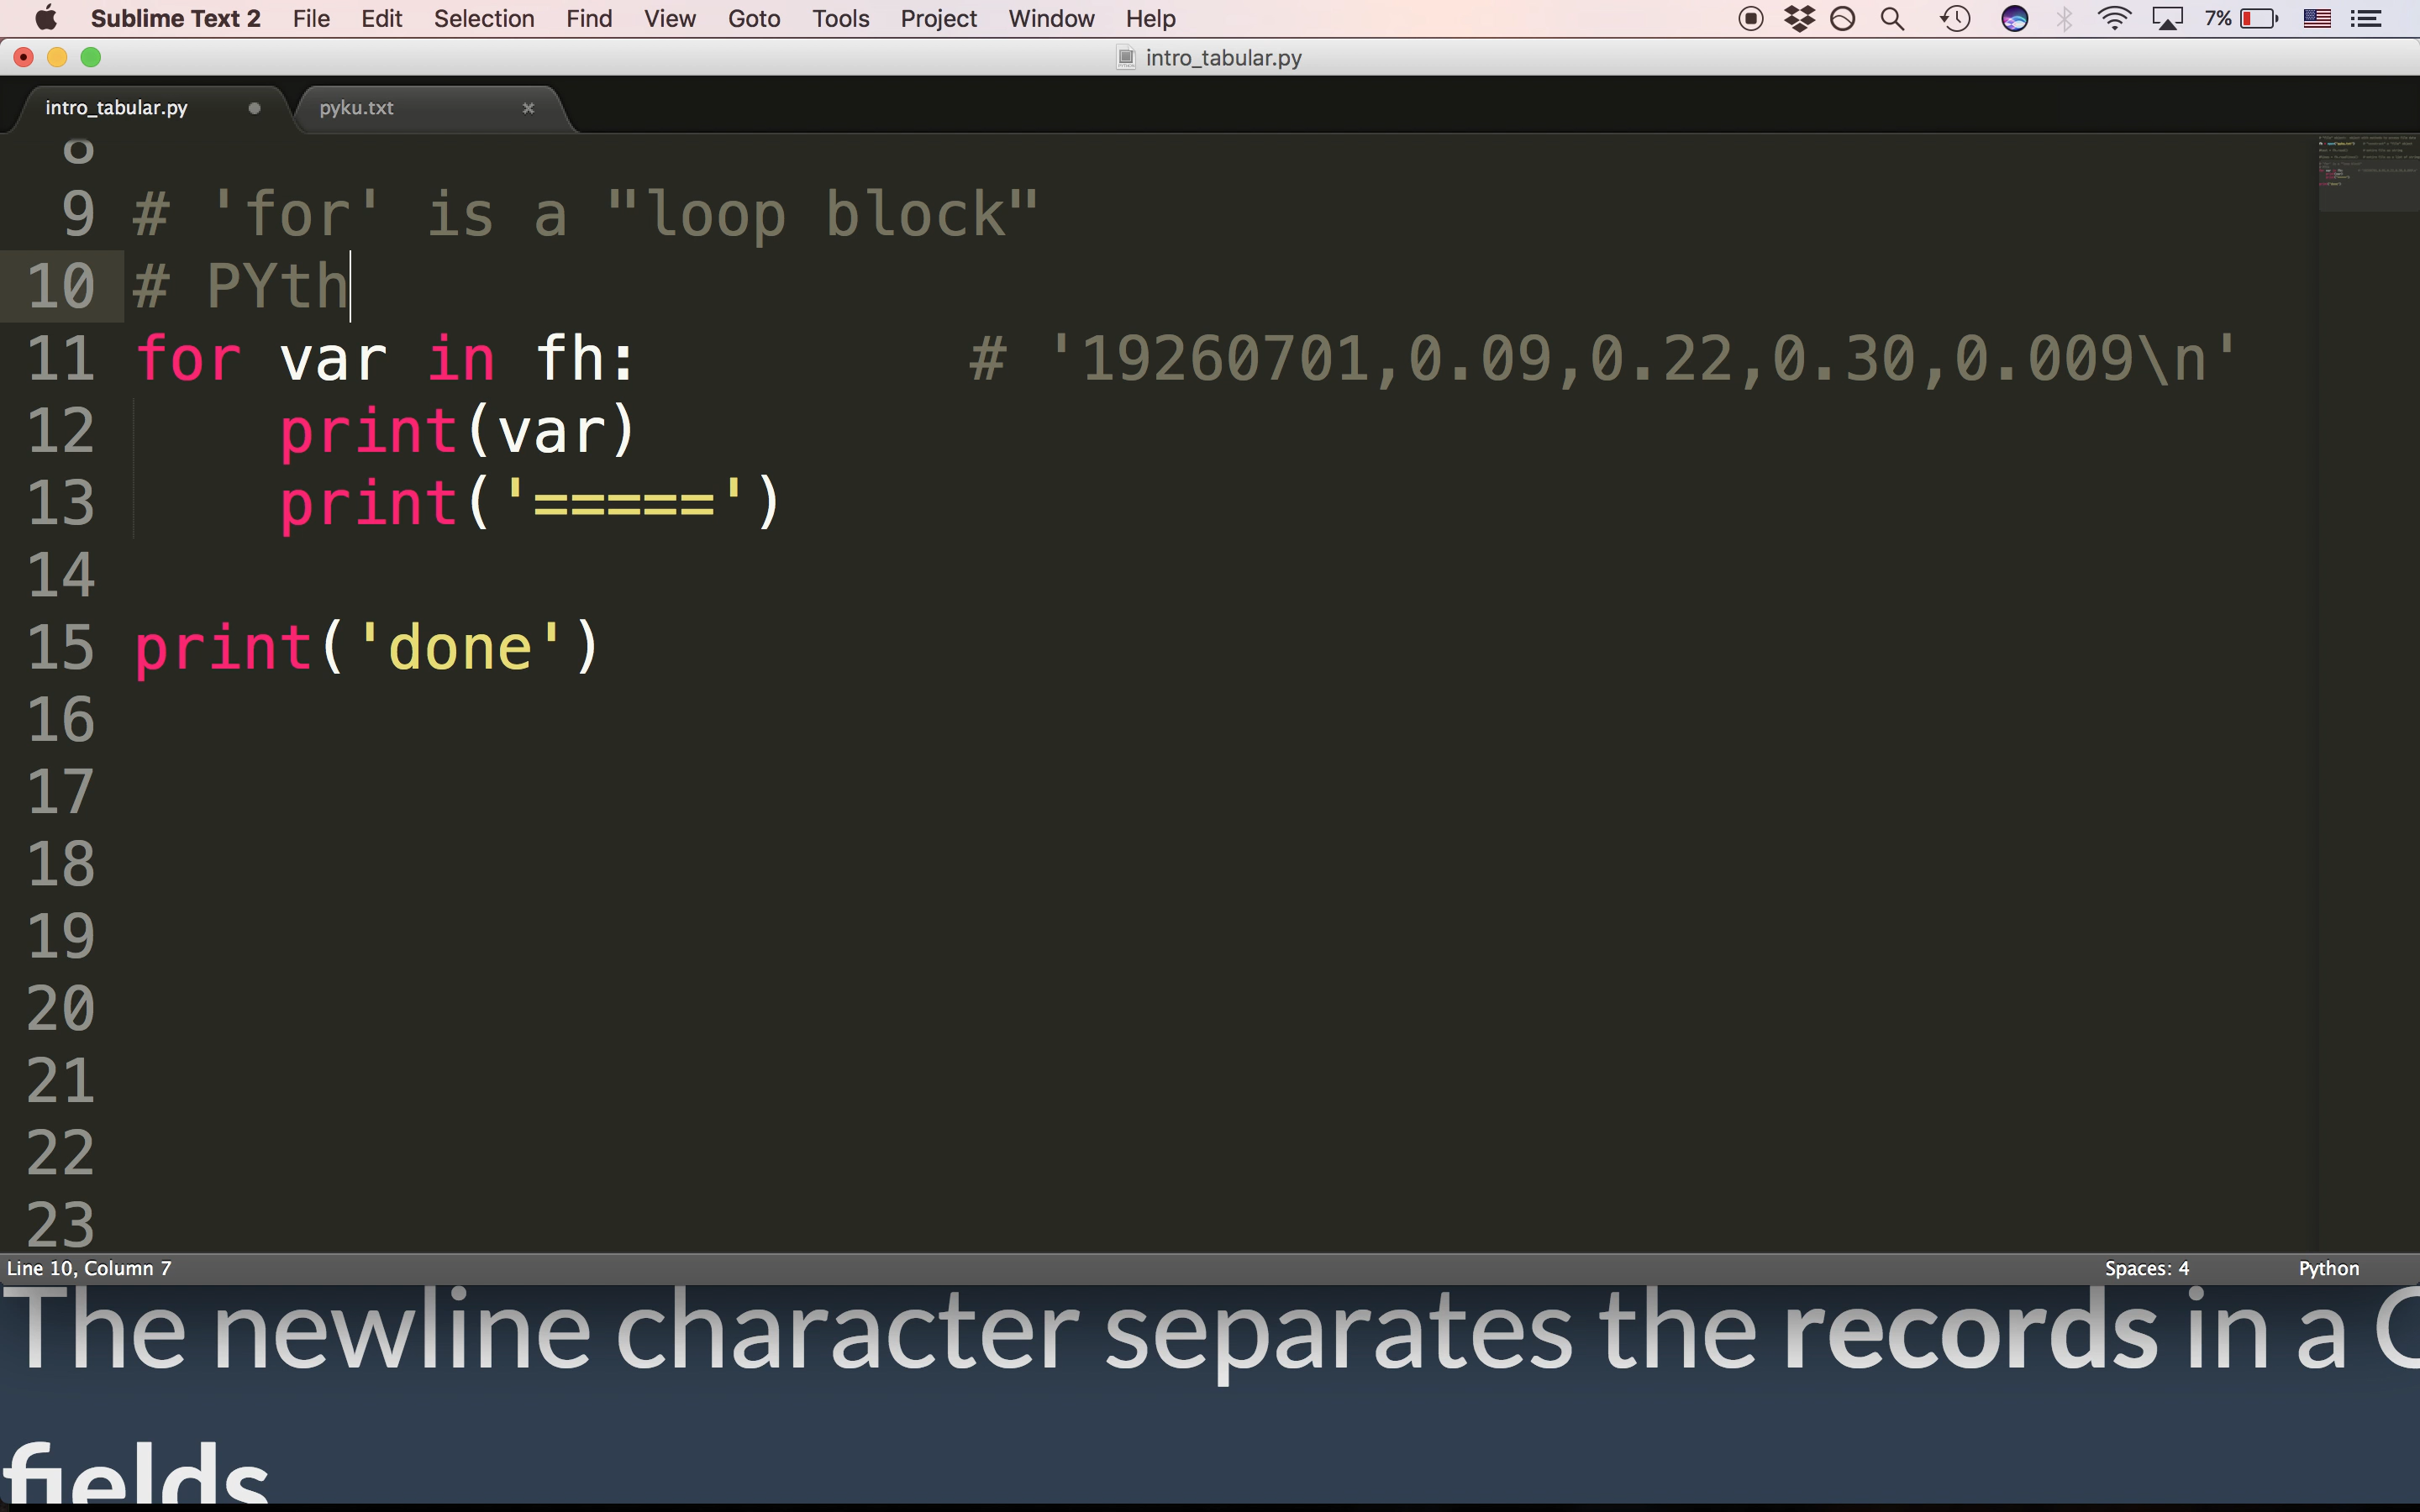 Sublime Text 2 File Edit Selection Find View Goto Tools Project Window Help 7%
intro_tabular.py
intro_tabular.py pyku.txt ×
8
9 # 'for' is a "loop block"
10 # PYth
11 for var in fh: # '19260701,0.09,0.22,0.30,0.009\n'
12 print(var)
13 print('=====')
14
15 print('done')
16
17
18
19
20
21
22
23
Line 10, Column 7 Spaces: 4 Python
The newline character separates the records in a
fields